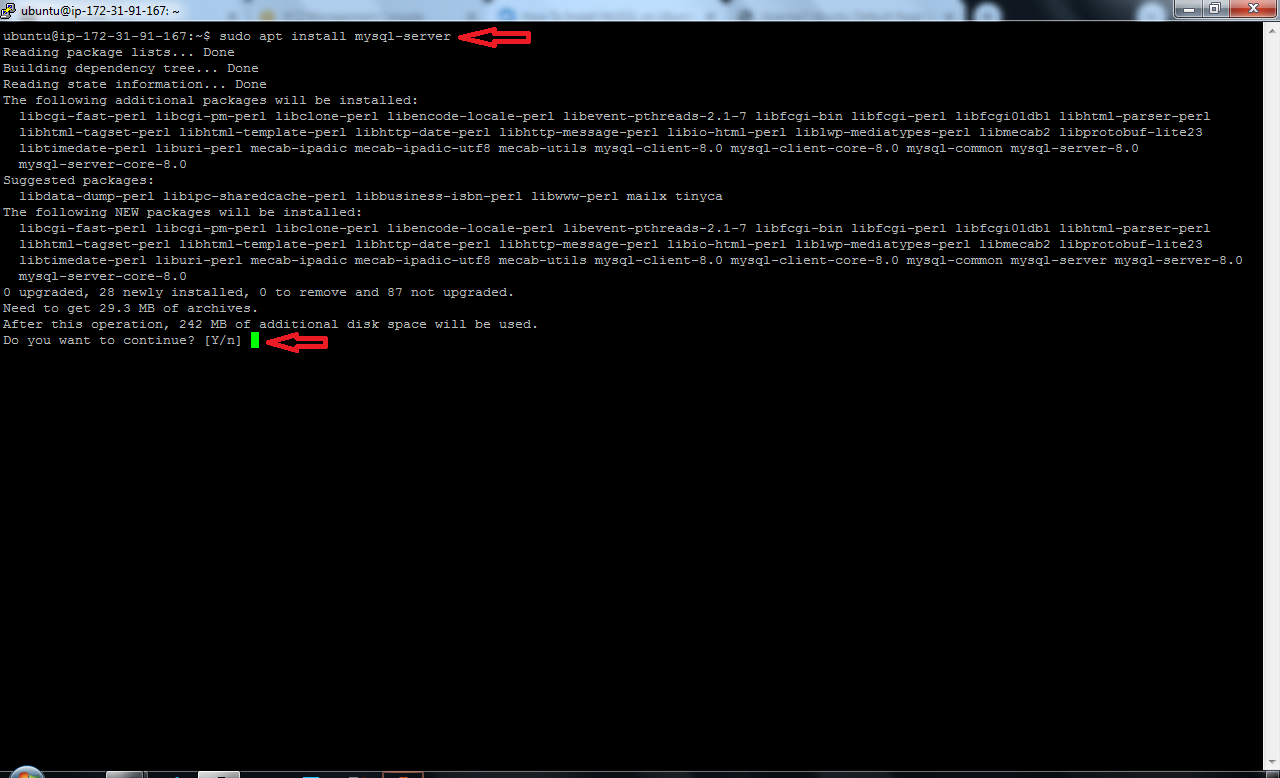 ubuntu@ip-172-31-91-167: ~
ubuntu@ip-172-31-91-167:~$ sudo apt install mysql-server
Reading package lists... Done
Building dependency tree... Done
Reading state information... Done
The following additional packages will be installed:
libcgi-fast-perl libcgi-pm-perl libclone-perl libencode-locale-perl libevent-pthreads-2.1-7 libfcgi-bin libfcgi-perl libfcgi0ldbl libhtml-parser-perl
libhtml-tagset-perl libhtml-template-perl libhttp-date-perl libhttp-message-perl libio-html-perl liblwp-mediatypes-perl libmecab2 libprotobuf-lite23
libtimedate-perl liburi-perl mecab-ipadic mecab-ipadic-utf8 mecab-utils mysql-client-8.0 mysql-client-core-8.0 mysql-common mysql-server-8.0
mysql-server-core-8.0
Suggested packages:
libdata-dump-perl libipc-sharedcache-perl libbusiness-isbn-perl libwww-perl mailx tinyca
The following NEW packages will be installed:
libcgi-fast-perl libcgi-pm-perl libclone-perl libencode-locale-perl libevent-pthreads-2.1-7 libfcgi-bin libfcgi-perl libfcgi0ldbl libhtml-parser-perl
libhtml-tagset-perl libhtml-template-perl libhttp-date-perl libhttp-message-perl libio-html-perl liblwp-mediatypes-perl libmecab2 libprotobuf-lite23
libtimedate-perl liburi-perl mecab-ipadic mecab-ipadic-utf8 mecab-utils mysql-client-8.0 mysql-client-core-8.0 mysql-common mysql-server mysql-server-8.0
mysql-server-core-8.0
0 upgraded, 28 newly installed, 0 to remove and 87 not upgraded.
Need to get 29.3 MB of archives.
After this operation, 242 MB of additional disk space will be used.
Do you want to continue? [Y/n]